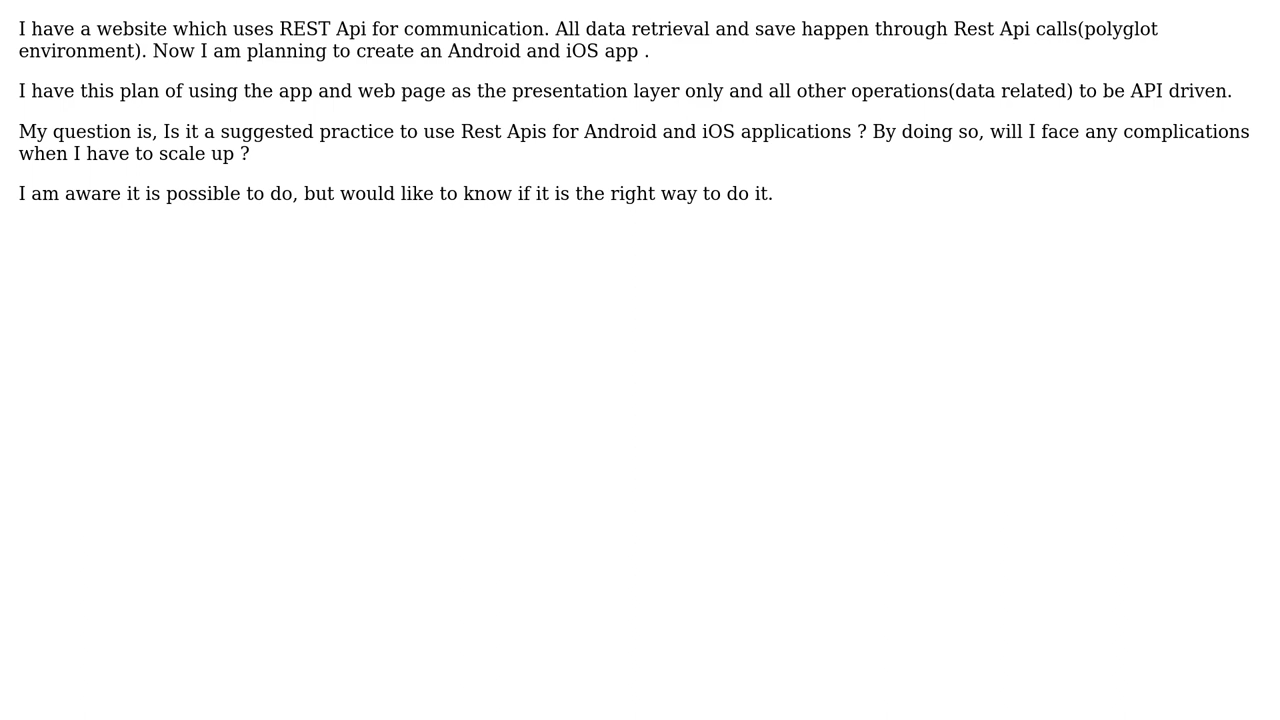 I have a website which uses REST Api for communication. All data retrieval and save happen through Rest Api calls(polyglot
environment). Now I am planning to create an Android and iOS app .
I have this plan of using the app and web page as the presentation layer only and all other operations(data related) to be API driven.
My question is, Is it a suggested practice to use Rest Apis for Android and iOS applications ? By doing so, will I face any complications
when I have to scale up ?
I am aware it is possible to do, but would like to know if it is the right way to do it.